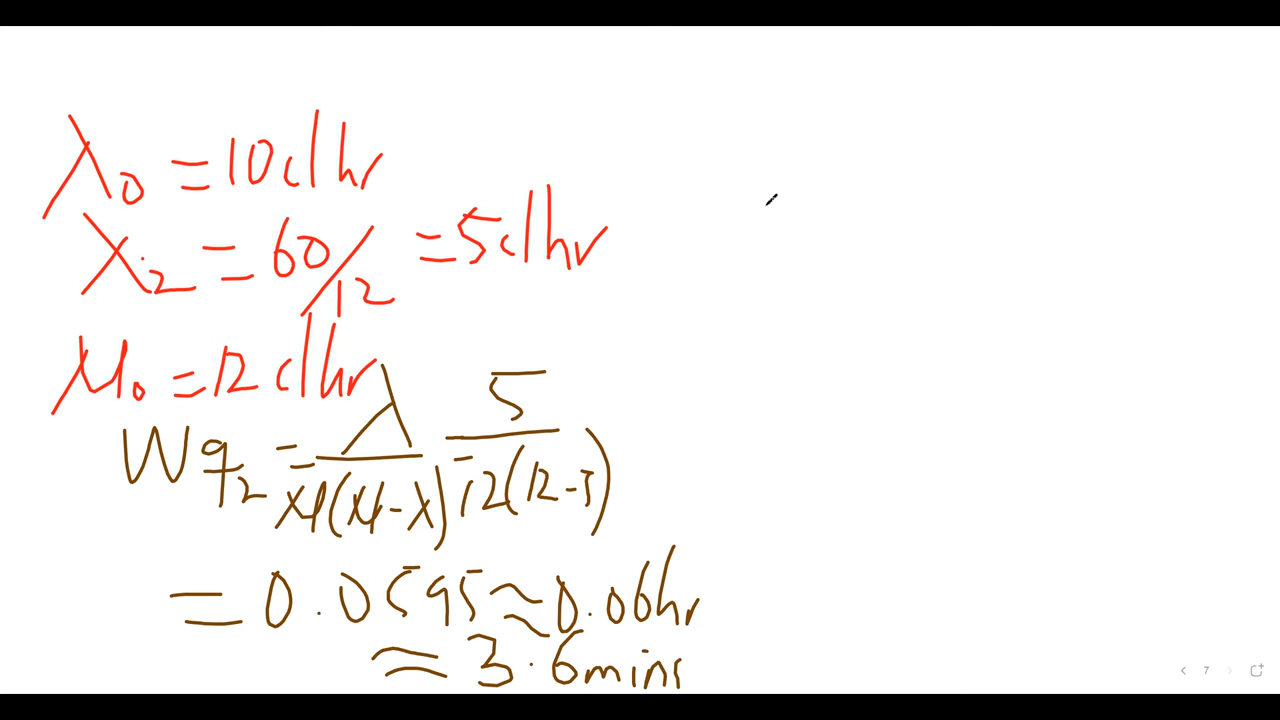 λ₀ = 10c/hr
λ₂ = 60/12 = 5c/hr
μ₀ = 12c/hr
Wq₂ = λ/μ(μ-λ) = 5/12(12-5)
= 0.0595 ≈ 0.06hr
≈ 3.6mins
7